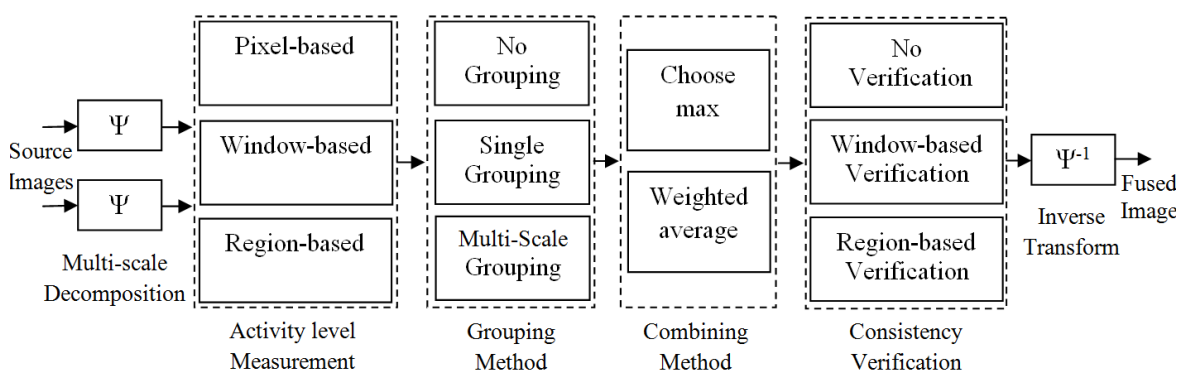 Source
Images
Ψ
Ψ
Multi-scale
Decomposition
Pixel-based
Window-based
Region-based
Activity level
Measurement
No
Grouping
Single
Grouping
Multi-Scale
Grouping
Grouping
Method
Choose
max
Weighted
average
Combining
Method
No
Verification
Window-based
Verification
Region-based
Verification
Consistency
Verification
Ψ-1
Inverse
Transform
Fused
Image